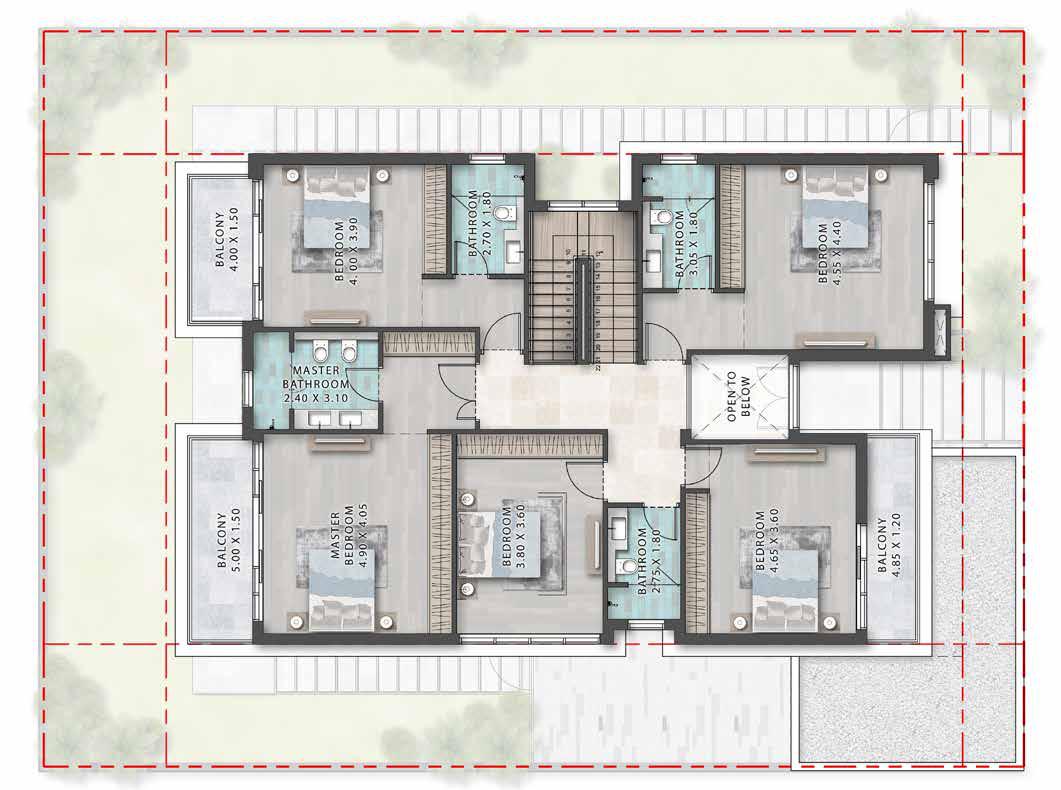 BALCONY
4.00 X 1.50
BEDROOM
4.00 X 3.90
BATHROOM
2.70 X 1.80
BATHROOM
3.05 X 1.80
BEDROOM
4.55 X 4.40
MASTER
BATHROOM
2.40 X 3.10
OPEN TO
BELOW
BALCONY
5.00 X 1.50
MASTER
BEDROOM
4.90 X 4.05
BEDROOM
3.80 X 3.60
BATHROOM
2.75 X 1.80
BEDROOM
4.65 X 3.60
BALCONY
4.85 X 1.20